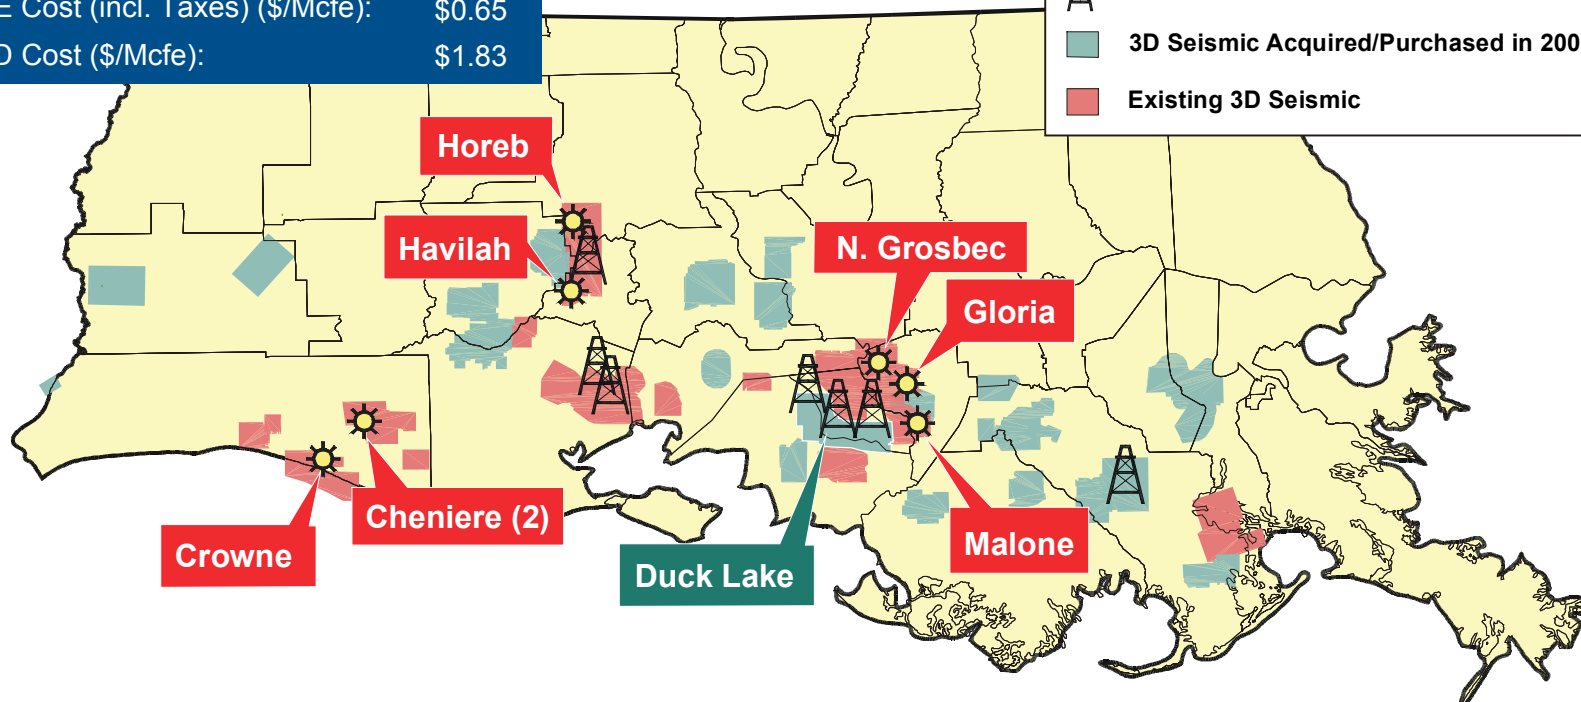 E Cost (incl. Taxes) ($/Mcfe): $0.65
D Cost ($/Mcfe): $1.83
3D Seismic Acquired/Purchased in 200
Existing 3D Seismic
Horeb
Havilah
N. Grosbec
Gloria
Cheniere (2)
Crowne
Malone
Duck Lake